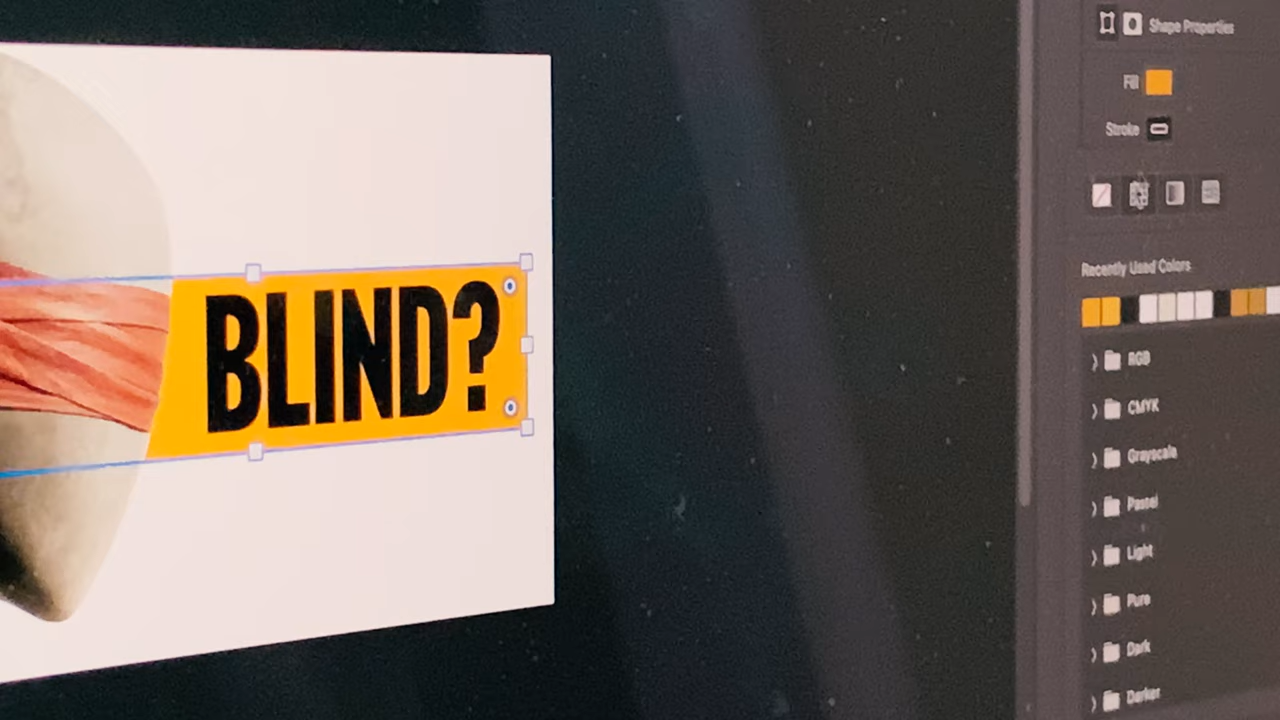 Shape Properties
Fill
Stroke
BLIND?
Recently Used Colors
RGB
CMYK
Grayscale
Pastel
Light
Pure
Dark
Darker